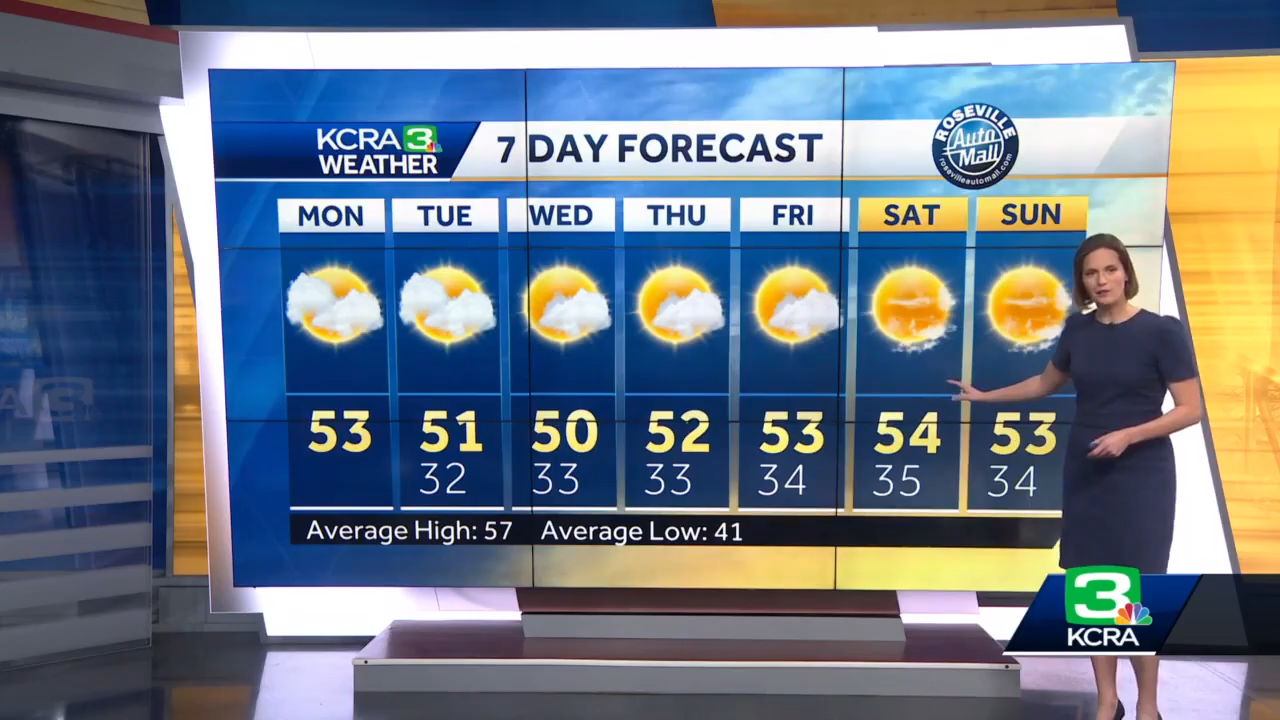 KCRA 3
WEATHER
7 DAY FORECAST
ROSEVILLE
Auto
Mall
rosevilleautomall.com
MON TUE WED THU FRI SAT SUN
53 51 50 52 53 54 53
32 33 33 34 35 34
Average High: 57 Average Low: 41
3
KCRA
A 3